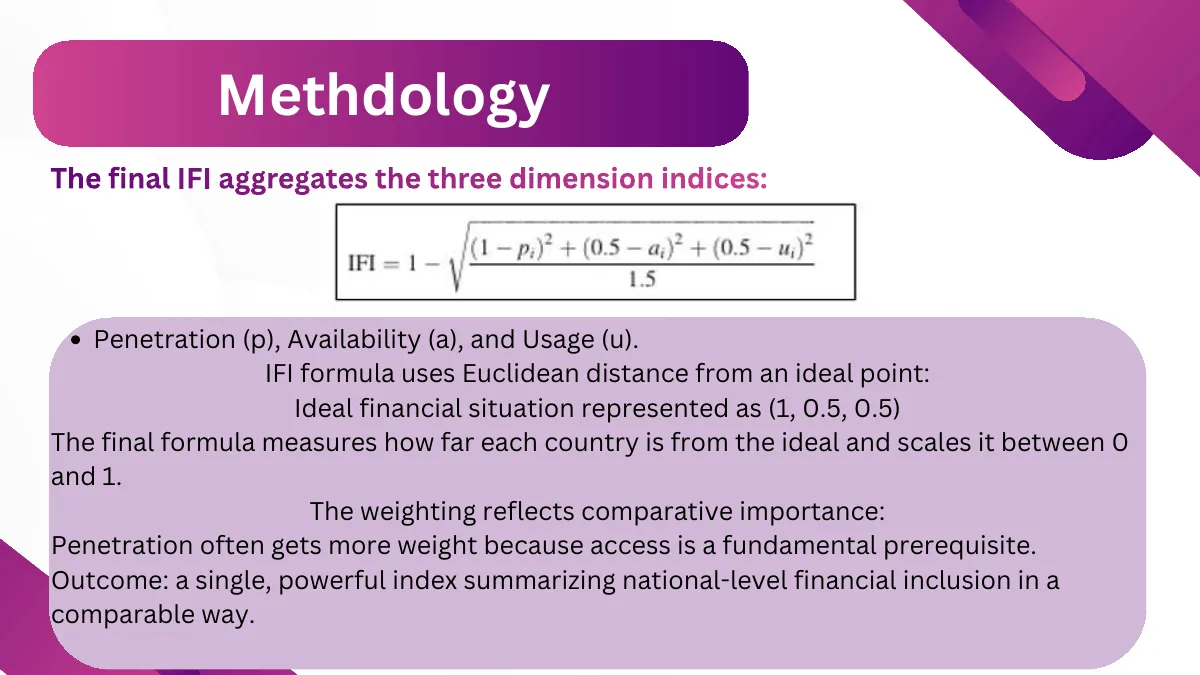 Methdology
The final IFI aggregates the three dimension indices:
IFI = 1 − √((1 − pᵢ)² + (0.5 − aᵢ)² + (0.5 − uᵢ)² / 1.5)
• Penetration (p), Availability (a), and Usage (u).
IFI formula uses Euclidean distance from an ideal point:
Ideal financial situation represented as (1, 0.5, 0.5)
The final formula measures how far each country is from the ideal and scales it between 0
and 1.
The weighting reflects comparative importance:
Penetration often gets more weight because access is a fundamental prerequisite.
Outcome: a single, powerful index summarizing national-level financial inclusion in a
comparable way.